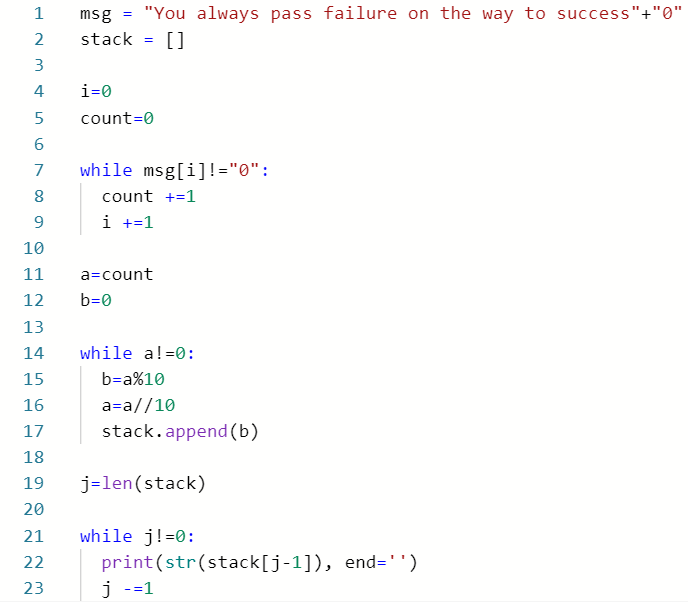 1 msg = "You always pass failure on the way to success"+"0"
2 stack = []
3
4 i=0
5 count=0
6
7 while msg[i]!="0":
8 count +=1
9 i +=1
10
11 a=count
12 b=0
13
14 while a!=0:
15 b=a%10
16 a=a//10
17 stack.append(b)
18
19 j=len(stack)
20
21 while j!=0:
22 print(str(stack[j-1]), end='')
23 j -=1